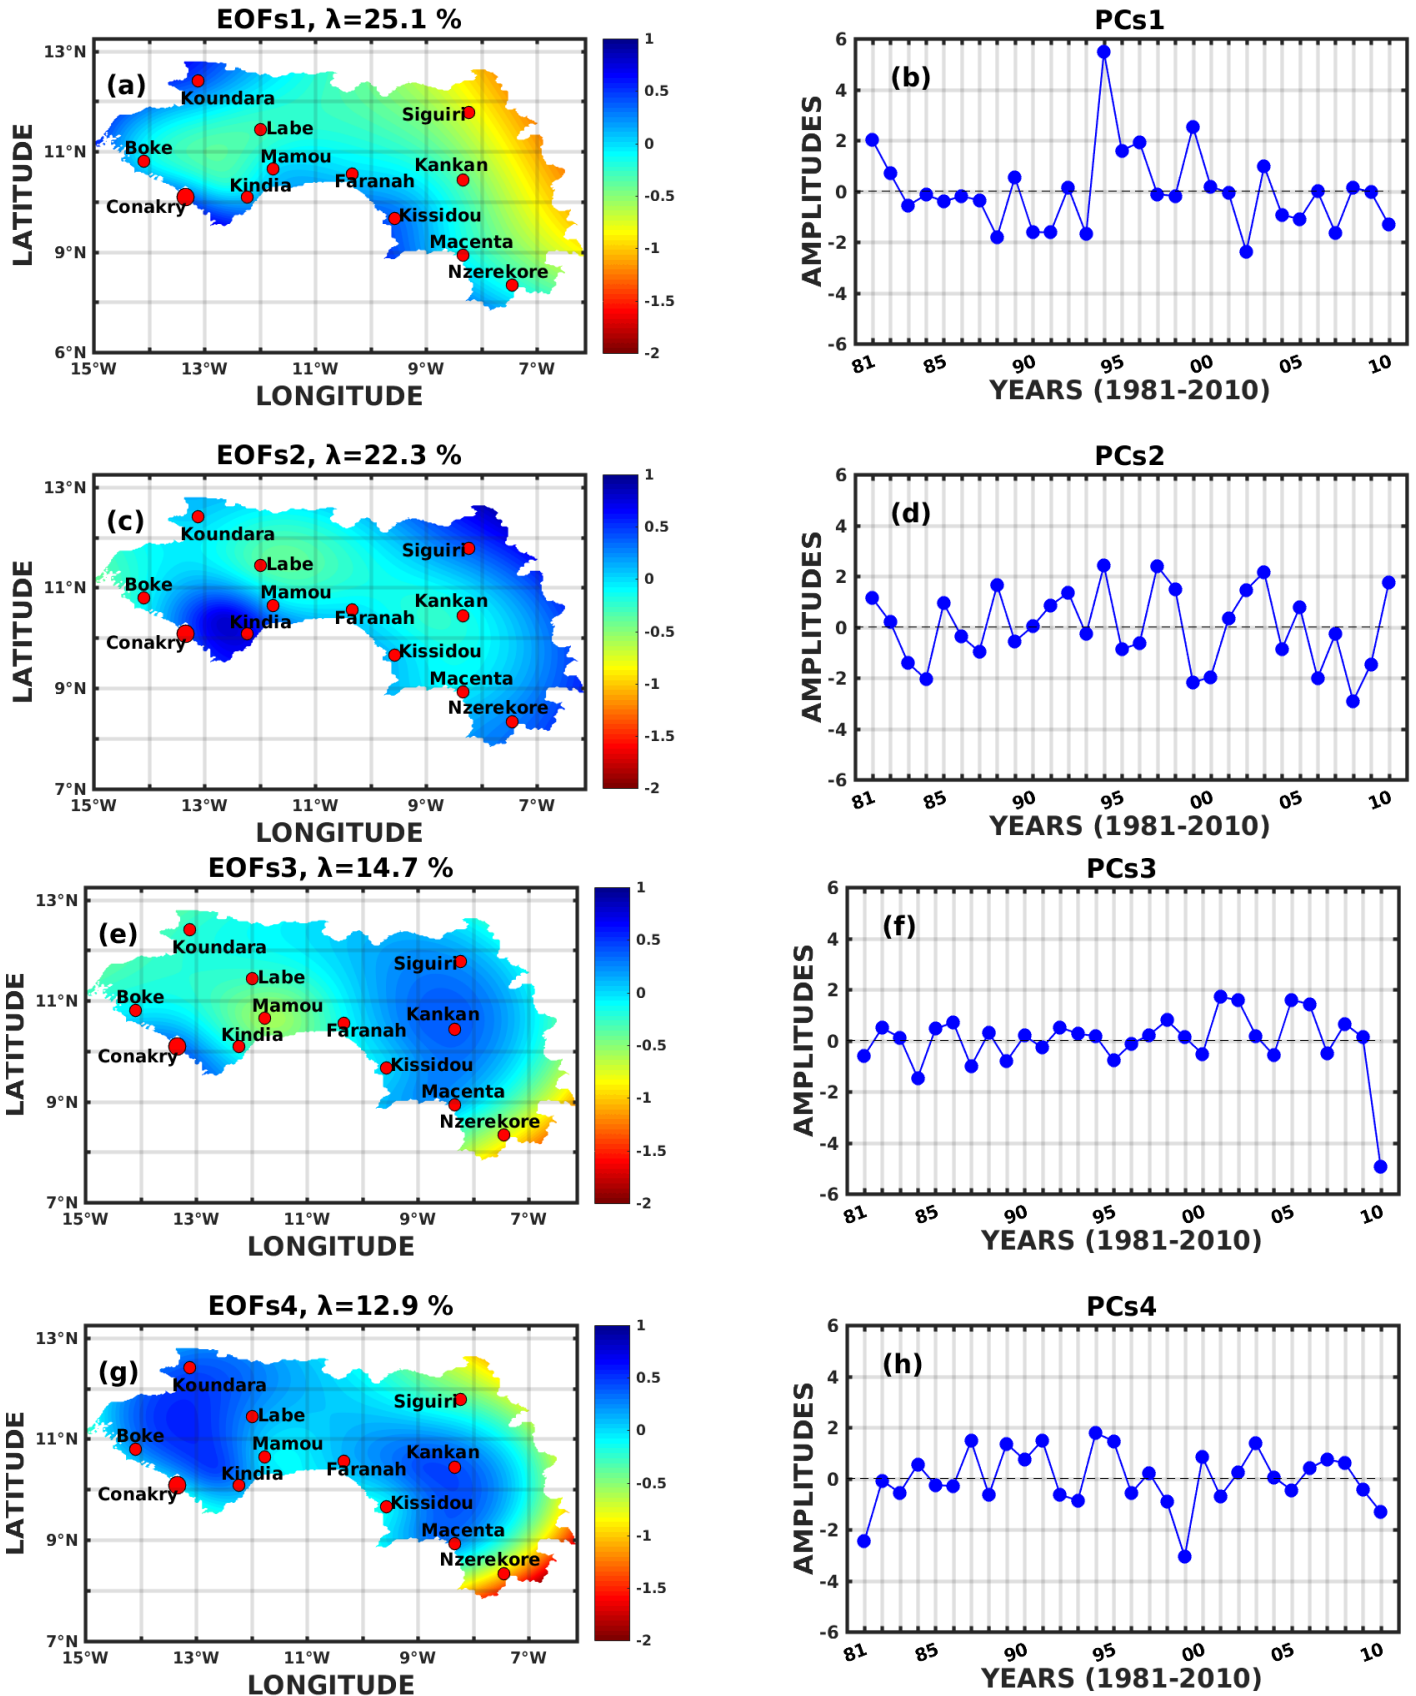 EOFs1, λ=25.1 %
PCs1
13°N
11°N
9°N
6°N
15°W
13°W
11°W
9°W
7°W
LATITUDE
LONGITUDE
(a)
Koundara
Siguiri
Labe
Boke
Mamou
Kankan
Faranah
Kindia
Conakry
Kissidou
Macenta
Nzerekore
1
0.5
0
-0.5
-1
-1.5
-2
(b)
AMPLITUDES
6
4
2
0
-2
-4
-6
81
85
90
95
00
05
10
YEARS (1981-2010)
EOFs2, λ=22.3 %
PCs2
13°N
11°N
9°N
7°N
15°W
13°W
11°W
9°W
7°W
LATITUDE
LONGITUDE
(c)
Koundara
Siguiri
Labe
Boke
Mamou
Kankan
Faranah
Kindia
Conakry
Kissidou
Macenta
Nzerekore
1
0.5
0
-0.5
-1
-1.5
-2
(d)
AMPLITUDES
6
4
2
0
-2
-4
-6
81
85
90
95
00
05
10
YEARS (1981-2010)
EOFs3, λ=14.7 %
PCs3
13°N
11°N
9°N
7°N
15°W
13°W
11°W
9°W
7°W
LATITUDE
LONGITUDE
(e)
Koundara
Siguiri
Labe
Boke
Mamou
Kankan
Faranah
Kindia
Conakry
Kissidou
Macenta
Nzerekore
1
0.5
0
-0.5
-1
-1.5
-2
(f)
AMPLITUDES
6
4
2
0
-2
-4
-6
81
85
90
95
00
05
10
YEARS (1981-2010)
EOFs4, λ=12.9 %
PCs4
13°N
11°N
9°N
7°N
15°W
13°W
11°W
9°W
7°W
LATITUDE
LONGITUDE
(g)
Koundara
Siguiri
Labe
Boke
Mamou
Kankan
Faranah
Kindia
Conakry
Kissidou
Macenta
Nzerekore
1
0.5
0
-0.5
-1
-1.5
-2
(h)
AMPLITUDES
6
4
2
0
-2
-4
-6
81
85
90
95
00
05
10
YEARS (1981-2010)